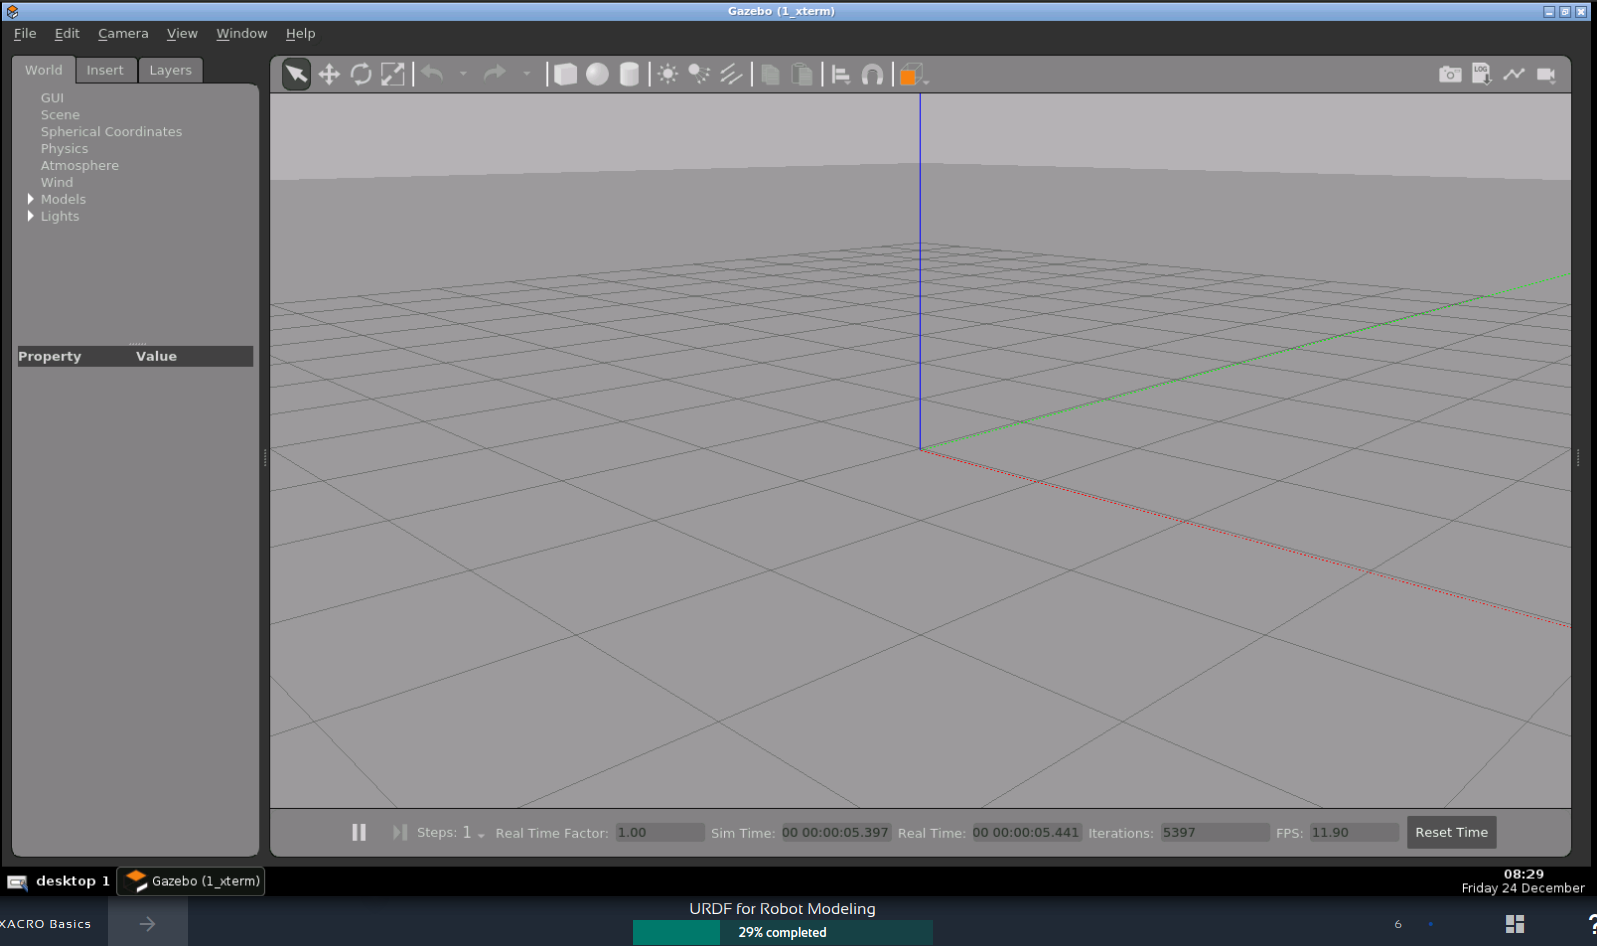 Gazebo (1_xterm)
File Edit Camera View Window Help
World Insert Layers
GUI
Scene
Spherical Coordinates
Physics
Atmosphere
Wind
Models
Lights
Property Value
LOG
Steps: 1 Real Time Factor: 1.00 Sim Time: 00 00:00:05.397 Real Time: 00 00:00:05.441 Iterations: 5397 FPS: 11.90 Reset Time
desktop 1 Gazebo (1_xterm) 08:29
Friday 24 December
XACRO Basics URDF for Robot Modeling 6 ?
29% completed